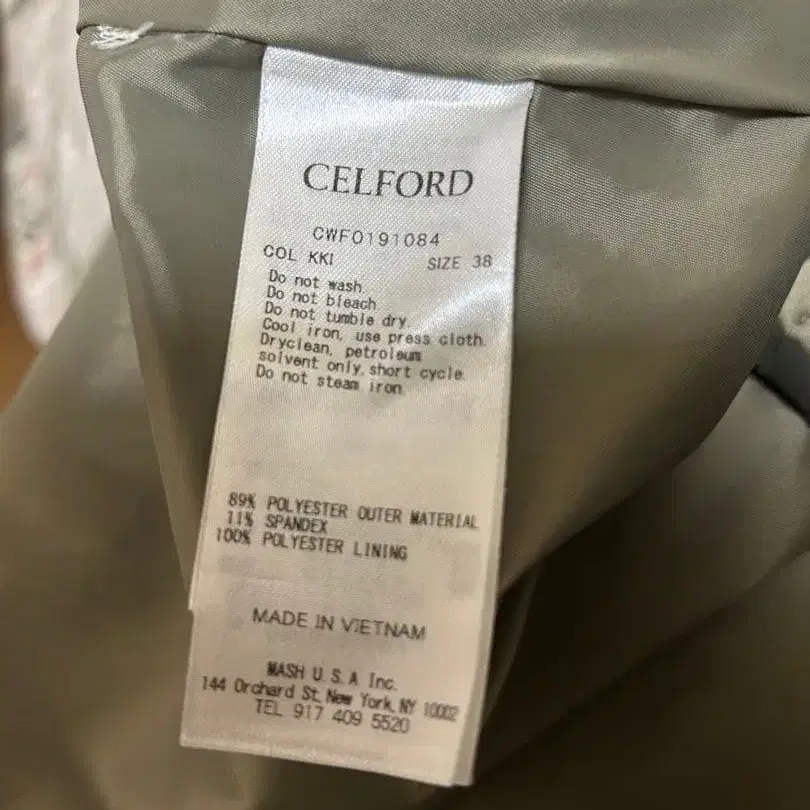 CELFORD
CWF0191084
COL KKI SIZE 38
Do not wash.
Do not bleach.
Do not tumble dry.
Cool iron, use press cloth.
Dryclean, petroleum
solvent only, short cycle.
Do not steam iron.
89% POLYESTER OUTER MATERIAL
11% SPANDEX
100% POLYESTER LINING
MADE IN VIETNAM
MASH U.S.A Inc.
144 Orchard St, New York, NY 10002
TEL 917 409 5520